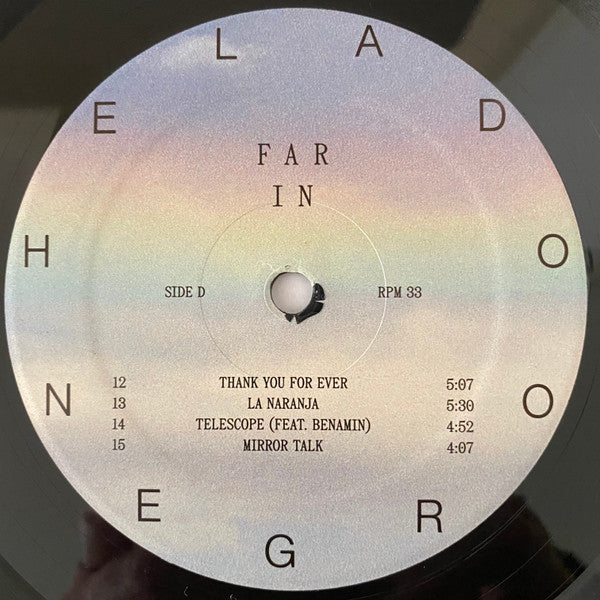 HELADO
FAR
IN
SIDE D RPM 33
12 THANK YOU FOR EVER 5:07
13 LA NARANJA 5:30
14 TELESCOPE (FEAT. BENAMIN) 4:52
15 MIRROR TALK 4:07
NEGRO